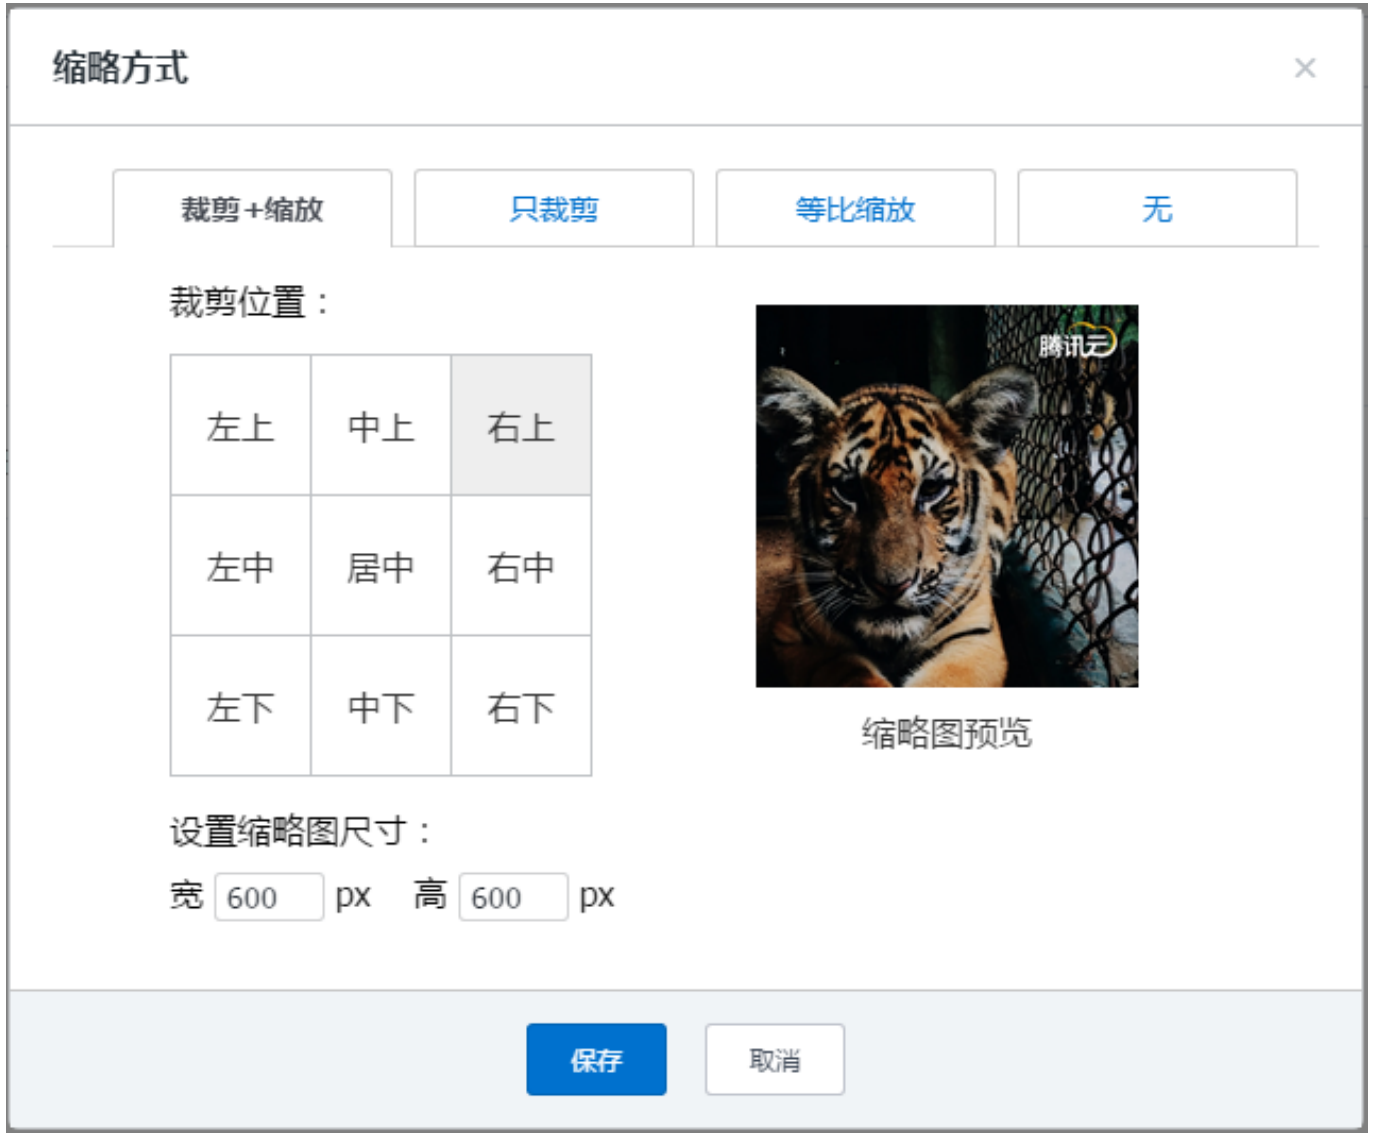 缩略方式
裁剪+缩放 只裁剪 等比缩放 无
裁剪位置：
腾讯云
左上 中上 右上
左中 居中 右中
左下 中下 右下
缩略图预览
设置缩略图尺寸：
宽 600 px 高 600 px
保存 取消